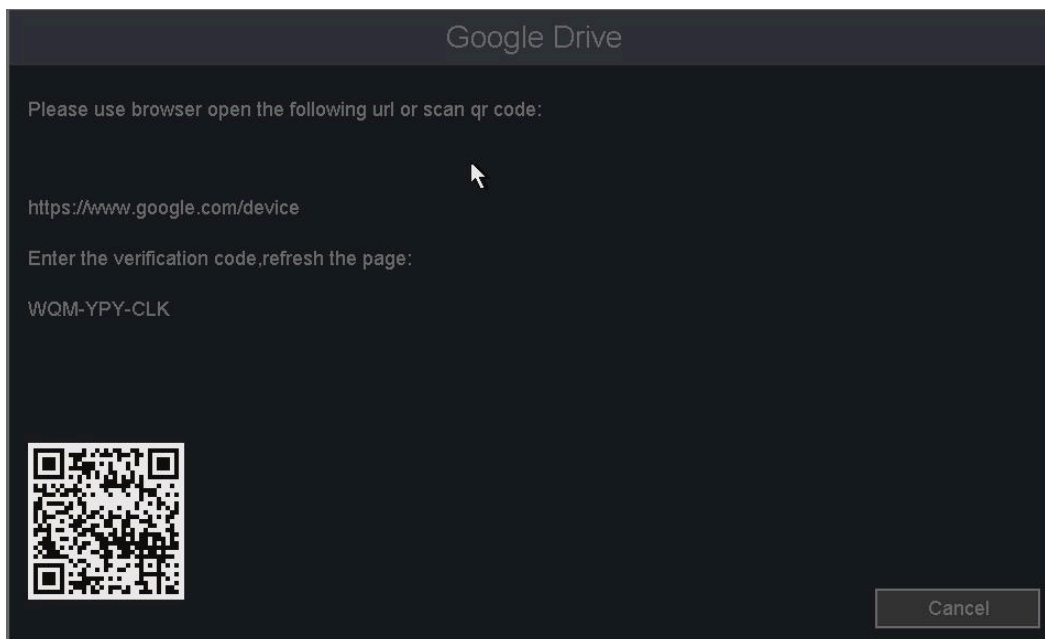 Google Drive
Please use browser open the following url or scan qr code:
https://www.google.com/device
Enter the verification code,refresh the page:
WQM-YPY-CLK
Cancel